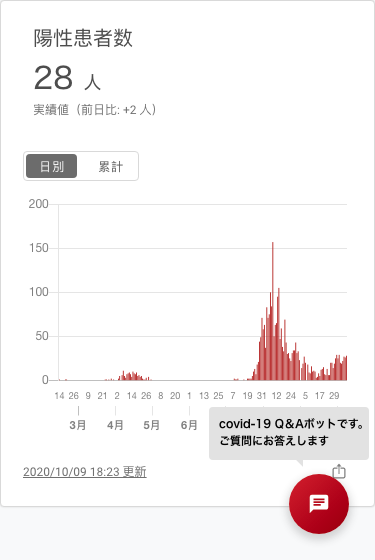 陽性患者数
28 人
実績値（前日比: +2 人）
日別 累計
200
150
100
50
0
14 26 9 21 2 14 26 8 20 1 13 25 7 19 31 12 24 5 17 29
3月 4月 5月 6月
covid-19 Q&Aボットです。
ご質問にお答えします
2020/10/09 18:23 更新